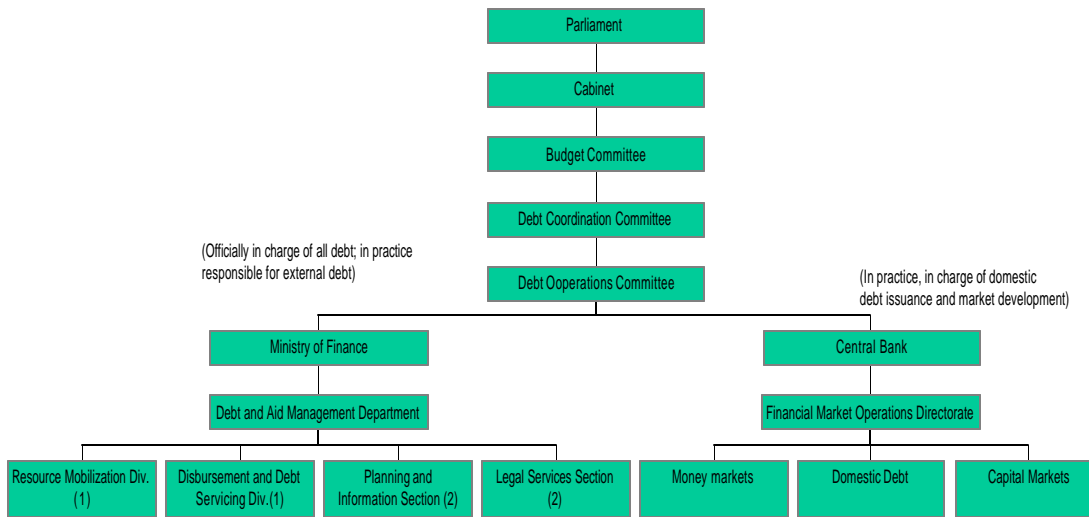 Parliament
Cabinet
Budget Committee
Debt Coordination Committee
(Officially in charge of all debt; in practice
responsible for external debt)
Debt Ooperations Committee
(In practice, in charge of domestic
debt issuance and market development)
Ministry of Finance
Central Bank
Debt and Aid Management Department
Financial Market Operations Directorate
Resource Mobilization Div.
(1)
Disbursement and Debt
Servicing Div.(1)
Planning and
Information Section (2)
Legal Services Section
(2)
Money markets
Domestic Debt
Capital Markets